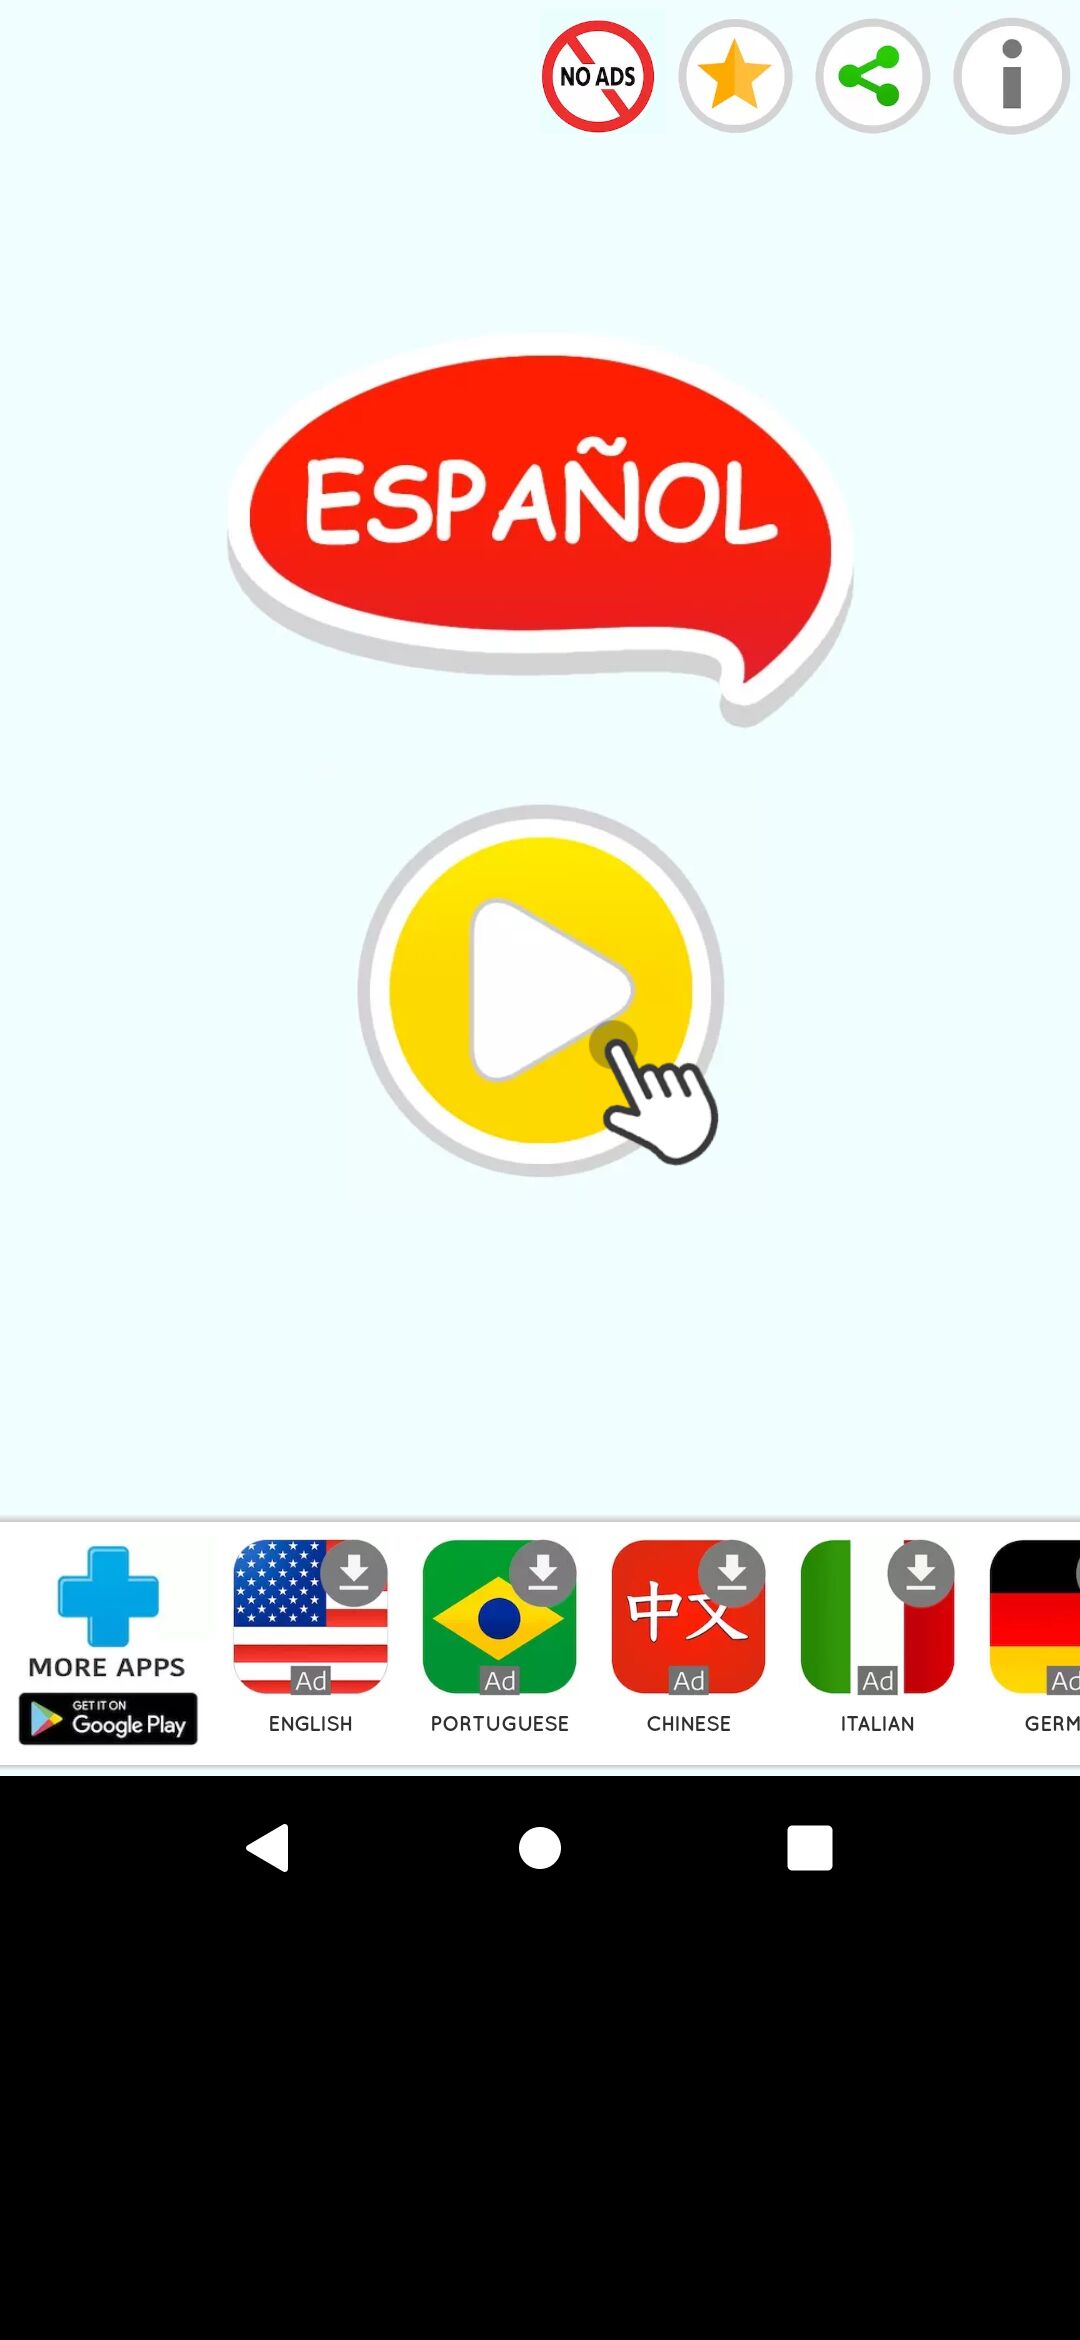 NO ADS
ESPAÑOL
MORE APPS
GET IT ON
Google Play
中文
Ad
Ad
Ad
Ad
Ad
ENGLISH
PORTUGUESE
CHINESE
ITALIAN
GERM